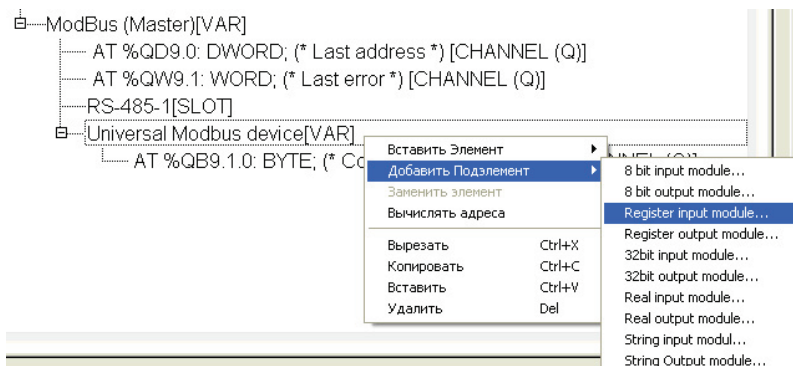 ModBus (Master)[VAR]
AT %QD9.0: DWORD; (* Last address *) [CHANNEL (Q)]
AT %QW9.1: WORD; (* Last error *) [CHANNEL (Q)]
RS-485-1[SLOT]
Universal Modbus device[VAR]
AT %QB9.1.0: BYTE; (* Co
(Q)]
Вставить Элемент
Добавить Подэлемент
Заменить элемент
Вычислять адреса
Вырезать Ctrl+X
Копировать Ctrl+C
Вставить Ctrl+V
Удалить Del
8 bit input module...
8 bit output module...
Register input module...
Register output module...
32bit input module...
32bit output module...
Real input module...
Real output module...
String input modul...
String Output module...